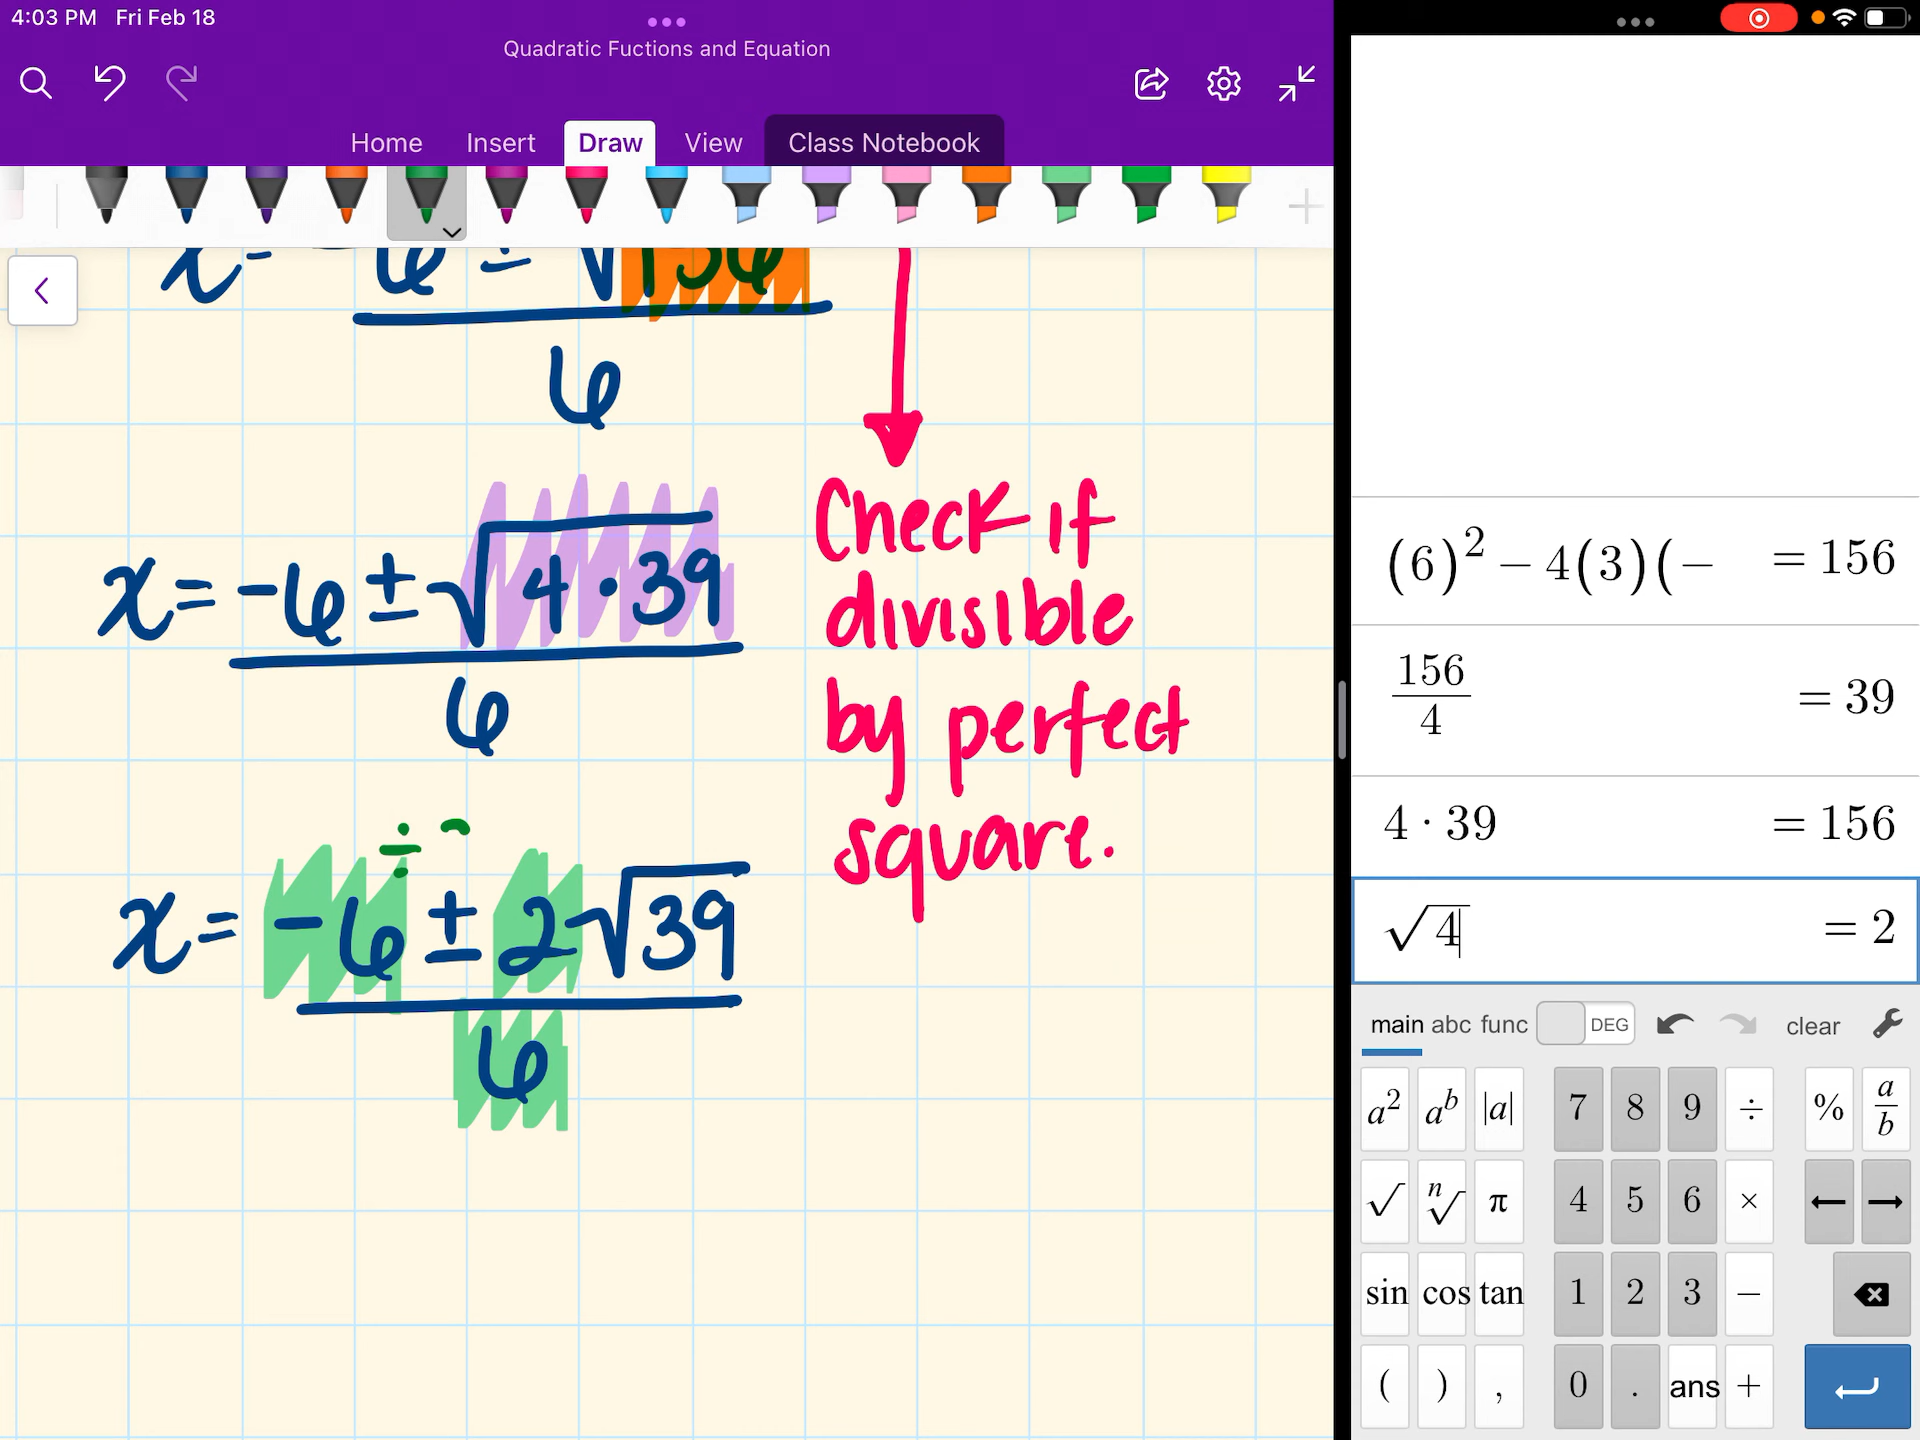 4:03 PM Fri Feb 18
Quadratic Fuctions and Equation
Home Insert Draw View Class Notebook
x = -6 ± √156
6
x = -6 ± √4·39
6
Check if
divisible
by perfect
square.
÷
x = -6 ± 2√39
6
(6)² − 4(3)(− = 156
156
4
= 39
4 · 39 = 156
√4 = 2
main abc func DEG clear
a² aᵇ |a| 7 8 9 ÷ % a/b
√ ⁿ√ π 4 5 6 × ← →
sin cos tan 1 2 3 −
( ) , 0 . ans +